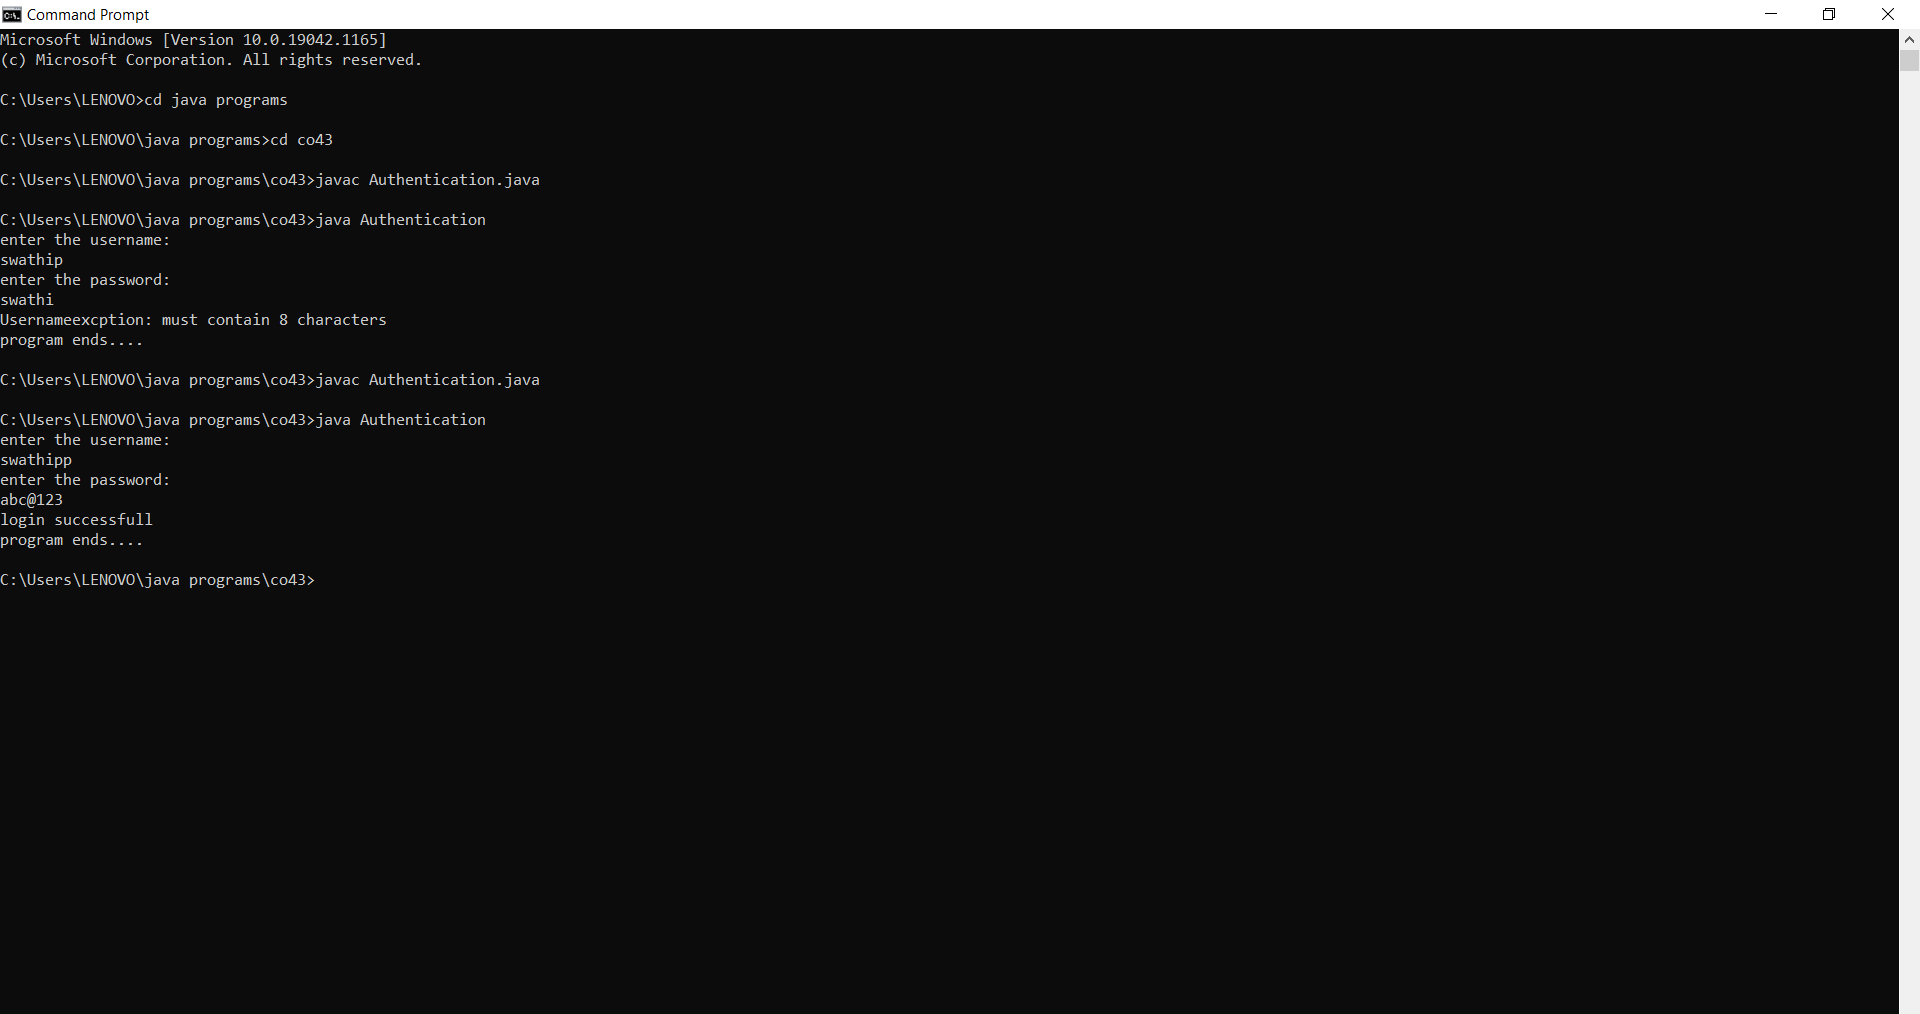 Command Prompt
Microsoft Windows [Version 10.0.19042.1165]
(c) Microsoft Corporation. All rights reserved.
C:\Users\LENOVO>cd java programs
C:\Users\LENOVO\java programs>cd co43
C:\Users\LENOVO\java programs\co43>javac Authentication.java
C:\Users\LENOVO\java programs\co43>java Authentication
enter the username:
swathip
enter the password:
swathi
Usernameexcption: must contain 8 characters
program ends....
C:\Users\LENOVO\java programs\co43>javac Authentication.java
C:\Users\LENOVO\java programs\co43>java Authentication
enter the username:
swathipp
enter the password:
abc@123
login successfull
program ends....
C:\Users\LENOVO\java programs\co43>